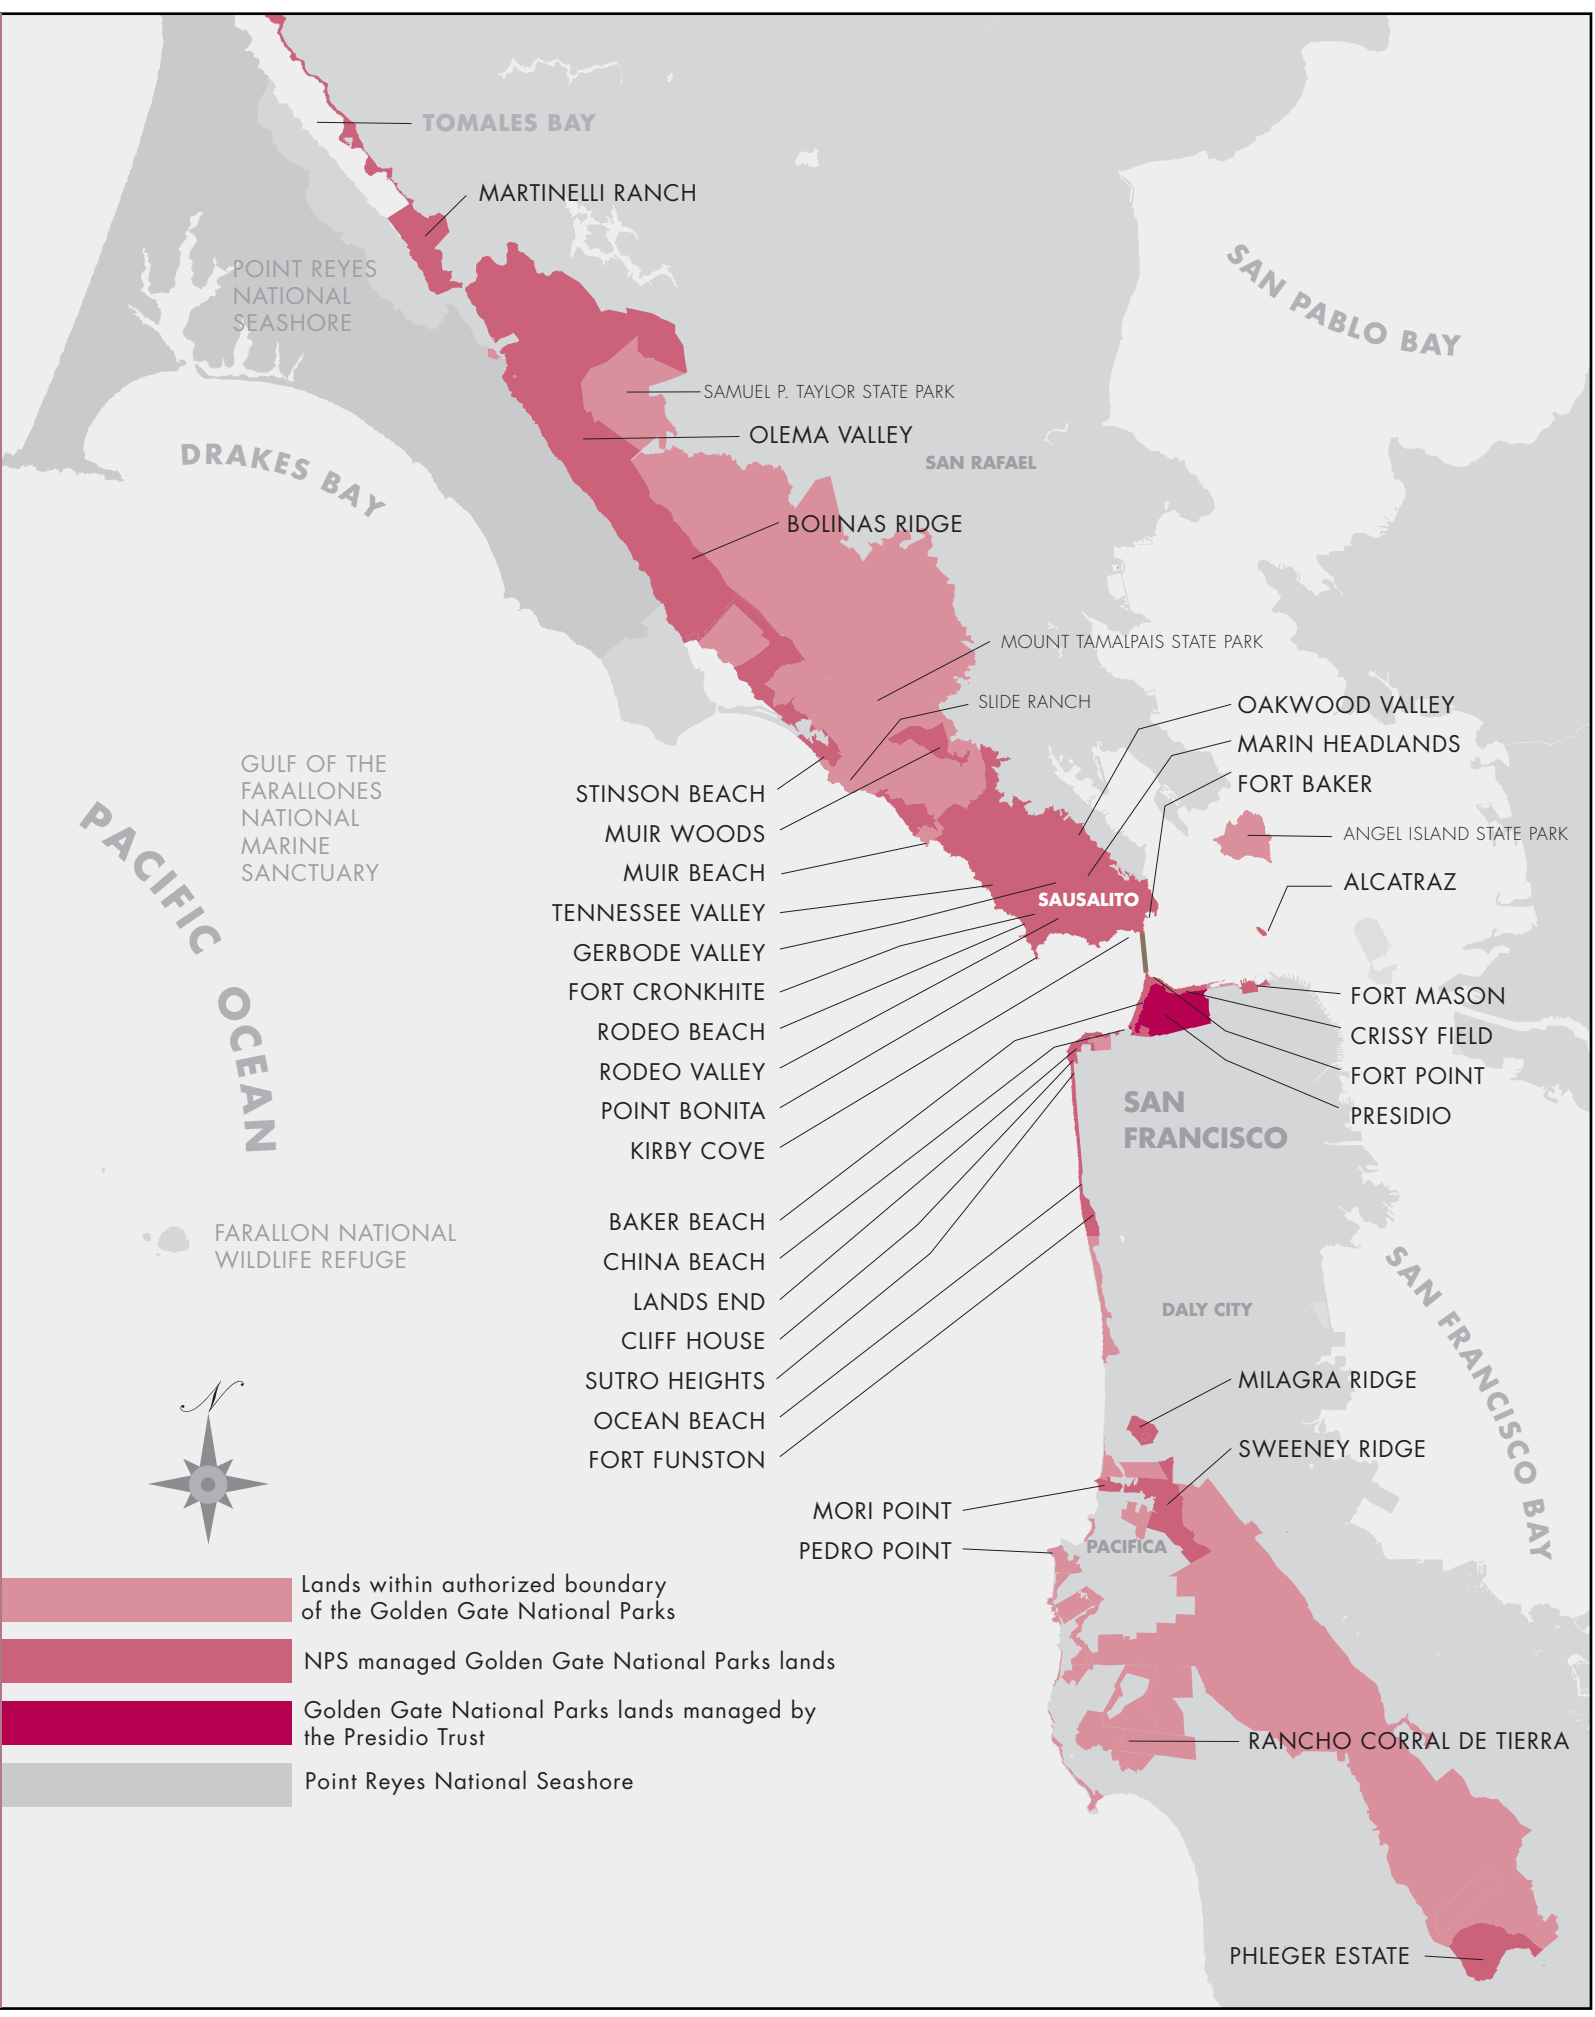 TOMALES BAY
MARTINELLI RANCH
POINT REYES
NATIONAL
SEASHORE
SAN PABLO BAY
SAMUEL P. TAYLOR STATE PARK
OLEMA VALLEY
DRAKES BAY
SAN RAFAEL
BOLINAS RIDGE
MOUNT TAMALPAIS STATE PARK
SLIDE RANCH
OAKWOOD VALLEY
MARIN HEADLANDS
FORT BAKER
ANGEL ISLAND STATE PARK
ALCATRAZ
GULF OF THE
FARALLONES
NATIONAL
MARINE
SANCTUARY
PACIFIC OCEAN
STINSON BEACH
MUIR WOODS
MUIR BEACH
TENNESSEE VALLEY
GERBODE VALLEY
FORT CRONKHITE
RODEO BEACH
RODEO VALLEY
POINT BONITA
KIRBY COVE
SAUSALITO
FORT MASON
CRISSY FIELD
FORT POINT
PRESIDIO
SAN
FRANCISCO
BAKER BEACH
CHINA BEACH
LANDS END
CLIFF HOUSE
SUTRO HEIGHTS
OCEAN BEACH
FORT FUNSTON
FARALLON NATIONAL
WILDLIFE REFUGE
SAN FRANCISCO BAY
DALY CITY
MILAGRA RIDGE
SWEENEY RIDGE
MORI POINT
PEDRO POINT
PACIFICA
RANCHO CORRAL DE TIERRA
PHLEGER ESTATE
N
Lands within authorized boundary
of the Golden Gate National Parks
NPS managed Golden Gate National Parks lands
Golden Gate National Parks lands managed by
the Presidio Trust
Point Reyes National Seashore